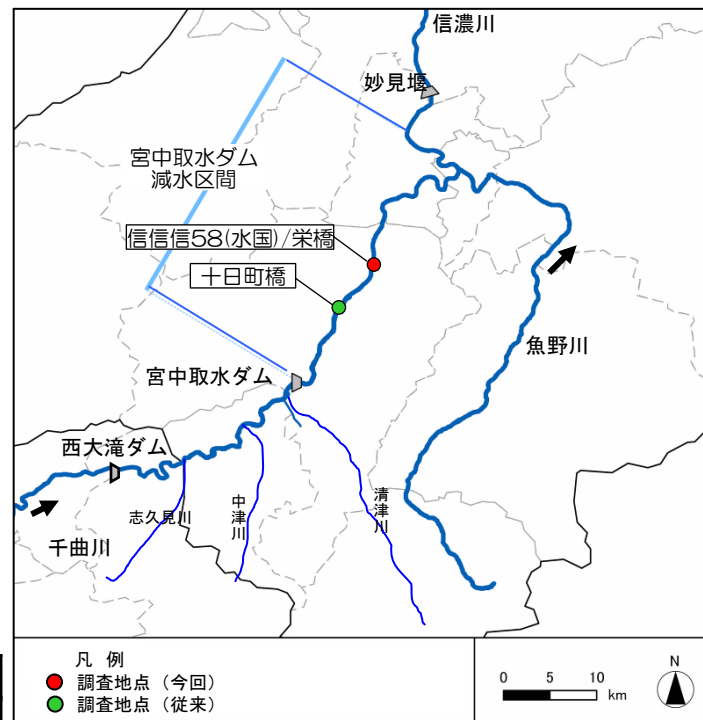 信濃川
妙見堰
宮中取水ダム
減水区間
信信信58(水国)/栄橋
十日町橋
魚野川
宮中取水ダム
西大滝ダム
志久見川
中津川
清津川
千曲川
凡 例
調査地点（今回）
調査地点（従来）
0 5 10
km
N